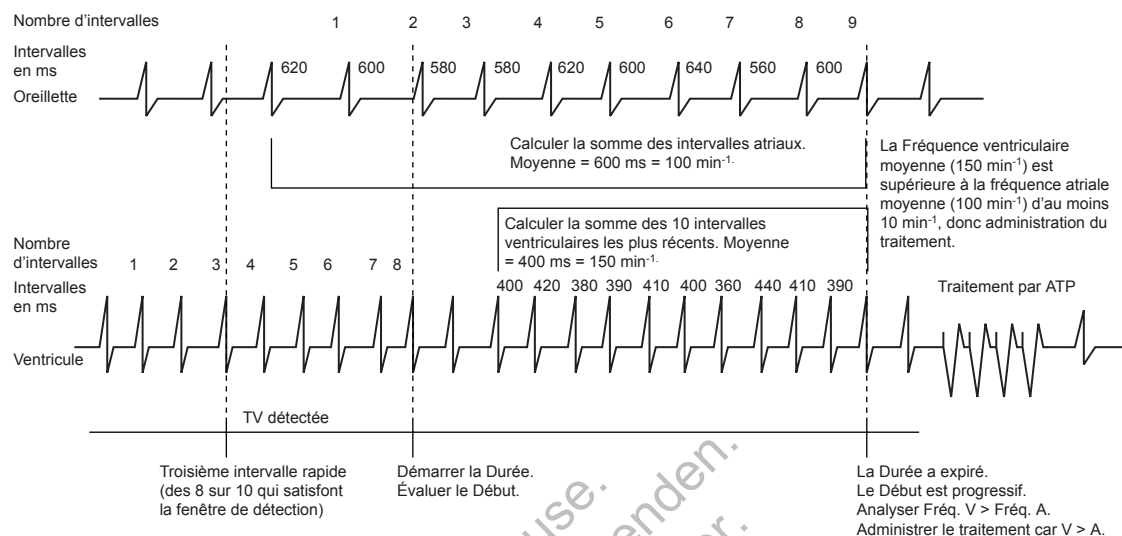 Nombre d’intervalles 1 2 3 4 5 6 7 8 9
Intervalles
en ms
620 600 580 580 620 600 640 560 600
Oreillette
Calculer la somme des intervalles atriaux.
Moyenne = 600 ms = 100 min-1.
La Fréquence ventriculaire
moyenne (150 min-1) est
supérieure à la fréquence atriale
moyenne (100 min-1) d’au moins
10 min-1, donc administration du
traitement.
Calculer la somme des 10 intervalles
ventriculaires les plus récents. Moyenne
= 400 ms = 150 min-1.
Nombre
d’intervalles
1 2 3 4 5 6 7 8
Intervalles
en ms
400 420 380 390 410 400 360 440 410 390
Traitement par ATP
Ventricule
TV détectée
Troisième intervalle rapide
(des 8 sur 10 qui satisfont
la fenêtre de détection)
Démarrer la Durée.
Évaluer le Début.
La Durée a expiré.
Le Début est progressif.
Analyser Fréq. V > Fréq. A.
Administrer le traitement car V > A.